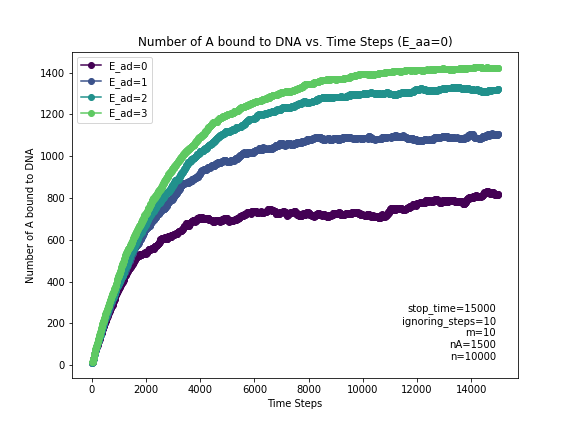 Number of A bound to DNA vs. Time Steps (E_aa=0)
E_ad=0
E_ad=1
E_ad=2
E_ad=3
Number of A bound to DNA
1400
1200
1000
800
600
400
200
0
stop_time=15000
ignoring_steps=10
m=10
nA=1500
n=10000
0 2000 4000 6000 8000 10000 12000 14000
Time Steps